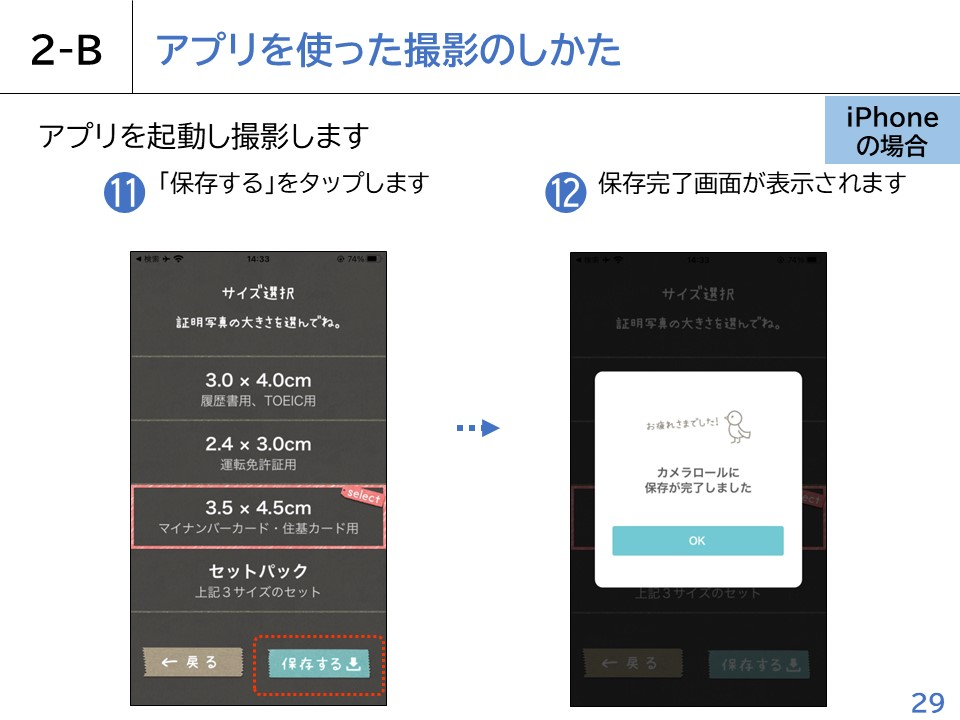 2-B
アプリを使った撮影のしかた
iPhone
の場合
アプリを起動し撮影します
⑪ 「保存する」をタップします
⑫ 保存完了画面が表示されます
検索 14:33 74%
サイズ選択
証明写真の大きさを選んでね。
3.0 × 4.0cm
履歴書用、TOEIC用
2.4 × 3.0cm
運転免許証用
select
3.5 × 4.5cm
マイナンバーカード・住基カード用
セットパック
上記3サイズのセット
← 戻る
保存する
検索 14:33 74%
サイズ選択
証明写真の大きさを選んでね。
お疲れさまでした!
カメラロールに
保存が完了しました
select
OK
上記3サイズのセット
← 戻る
保存する
29